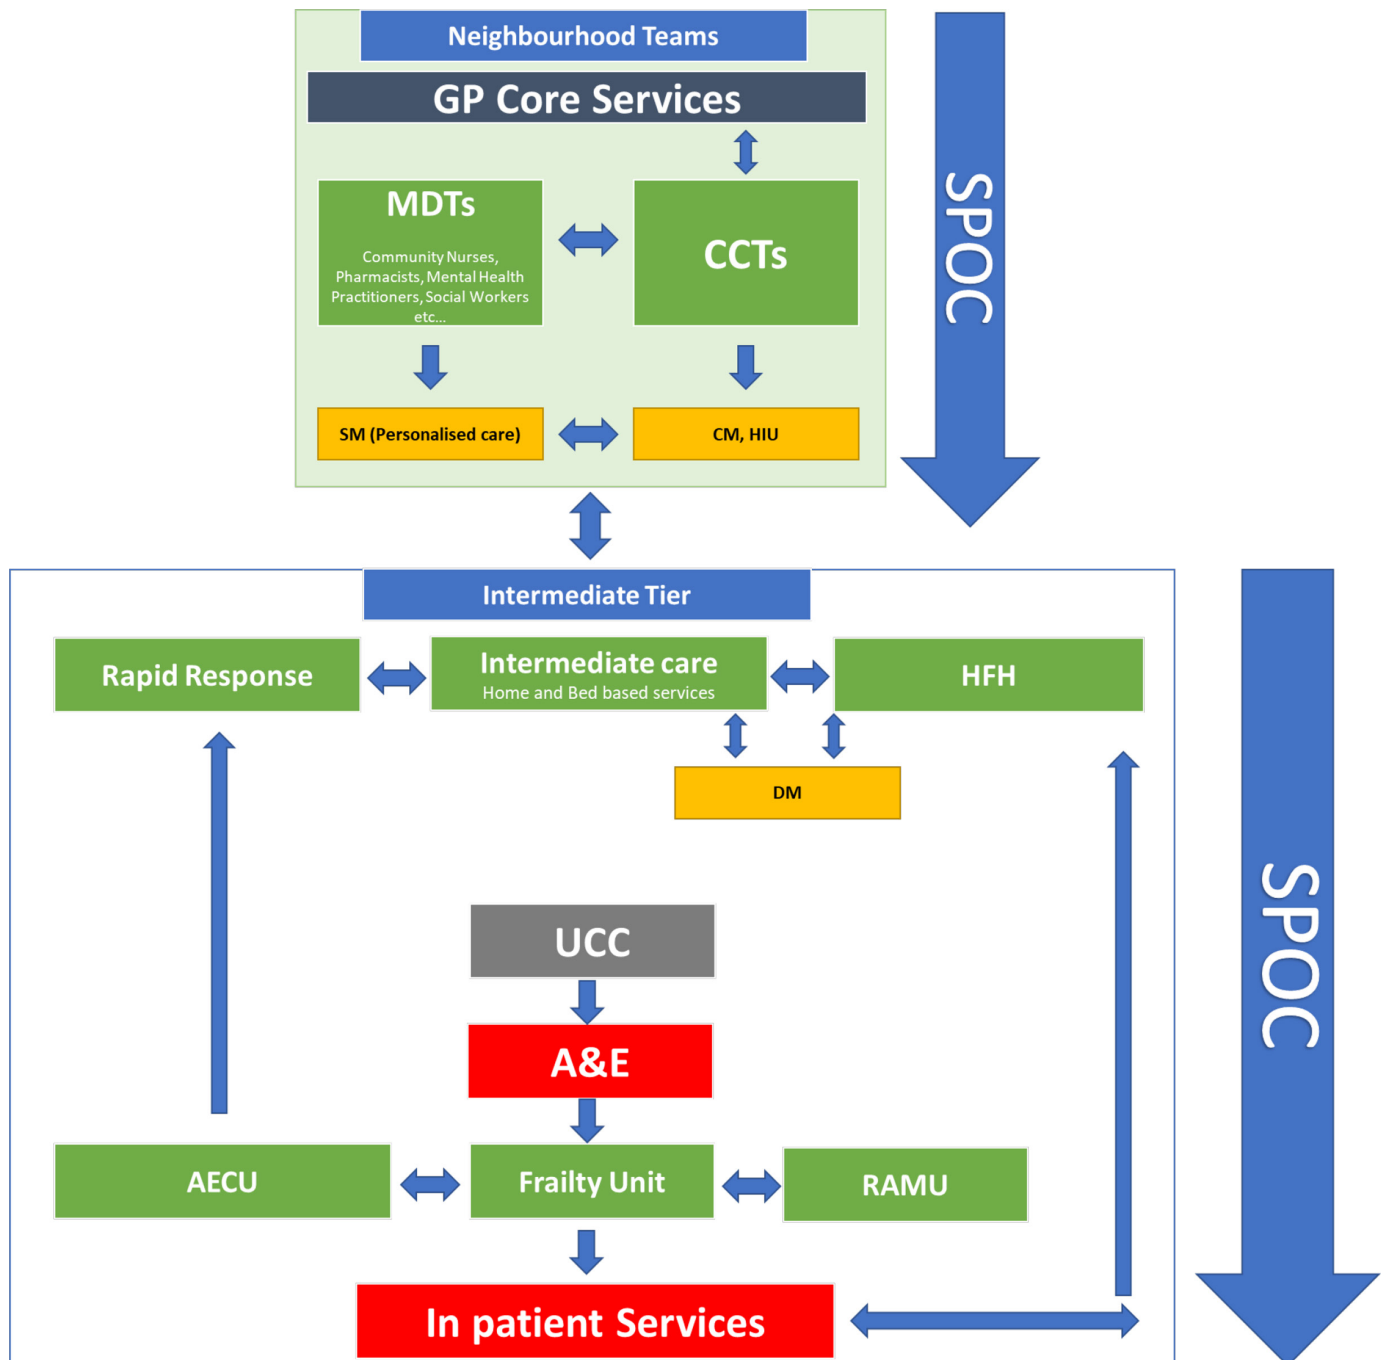 Neighbourhood Teams
GP Core Services
MDTs
Community Nurses,
Pharmacists, Mental Health
Practitioners, Social Workers
etc...
CCTs
SPOC
SM (Personalised care)
CM, HIU
Intermediate Tier
Rapid Response
Intermediate care
Home and Bed based services
HFH
DM
SPOC
UCC
A&E
AECU
Frailty Unit
RAMU
In patient Services